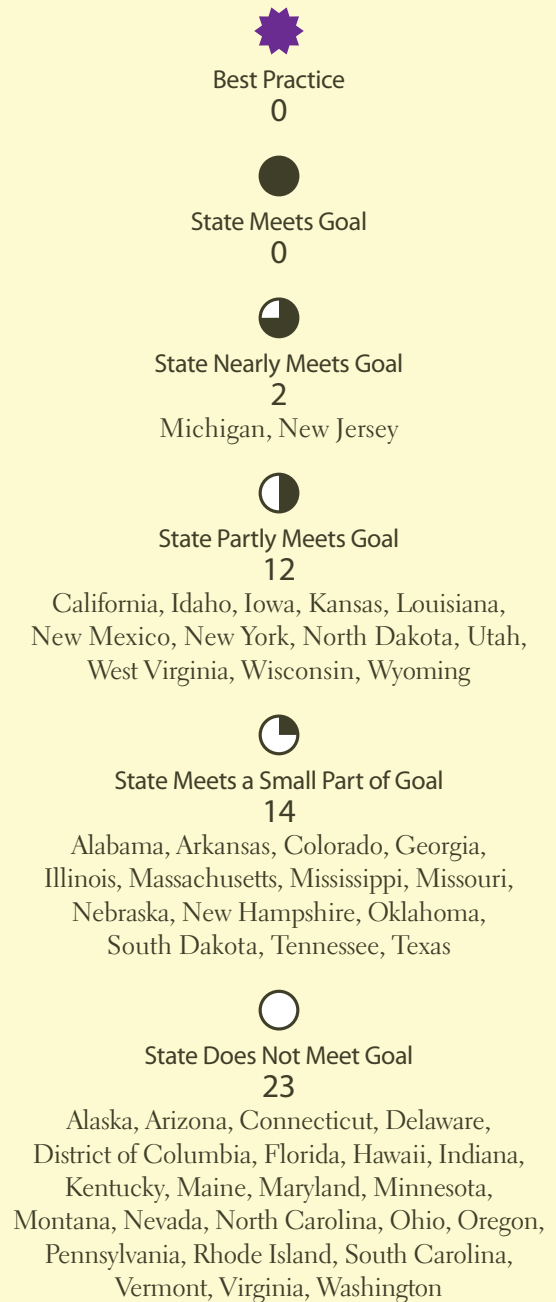 Best Practice
0
State Meets Goal
0
State Nearly Meets Goal
2
Michigan, New Jersey
State Partly Meets Goal
12
California, Idaho, Iowa, Kansas, Louisiana,
New Mexico, New York, North Dakota, Utah,
West Virginia, Wisconsin, Wyoming
State Meets a Small Part of Goal
14
Alabama, Arkansas, Colorado, Georgia,
Illinois, Massachusetts, Mississippi, Missouri,
Nebraska, New Hampshire, Oklahoma,
South Dakota, Tennessee, Texas
State Does Not Meet Goal
23
Alaska, Arizona, Connecticut, Delaware,
District of Columbia, Florida, Hawaii, Indiana,
Kentucky, Maine, Maryland, Minnesota,
Montana, Nevada, North Carolina, Ohio, Oregon,
Pennsylvania, Rhode Island, South Carolina,
Vermont, Virginia, Washington